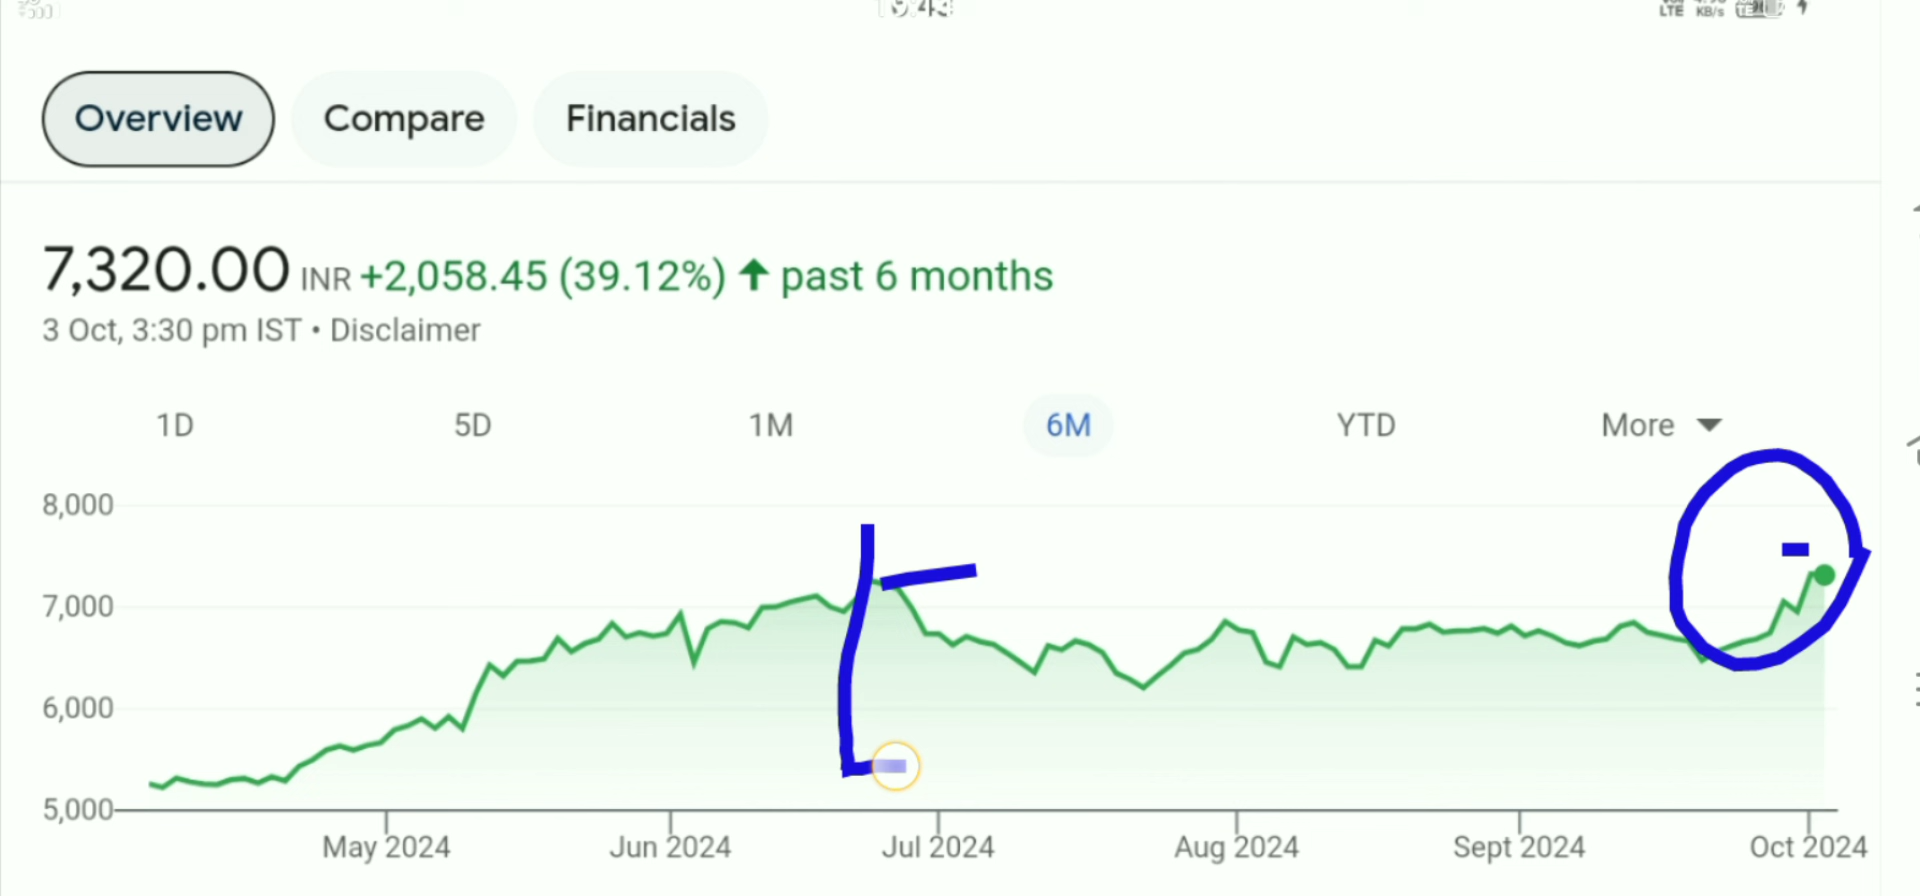 Overview Compare Financials
7,320.00 INR +2,058.45 (39.12%) ↑ past 6 months
3 Oct, 3:30 pm IST • Disclaimer
1D 5D 1M 6M YTD More
8,000
7,000
6,000
5,000
May 2024 Jun 2024 Jul 2024 Aug 2024 Sept 2024 Oct 2024